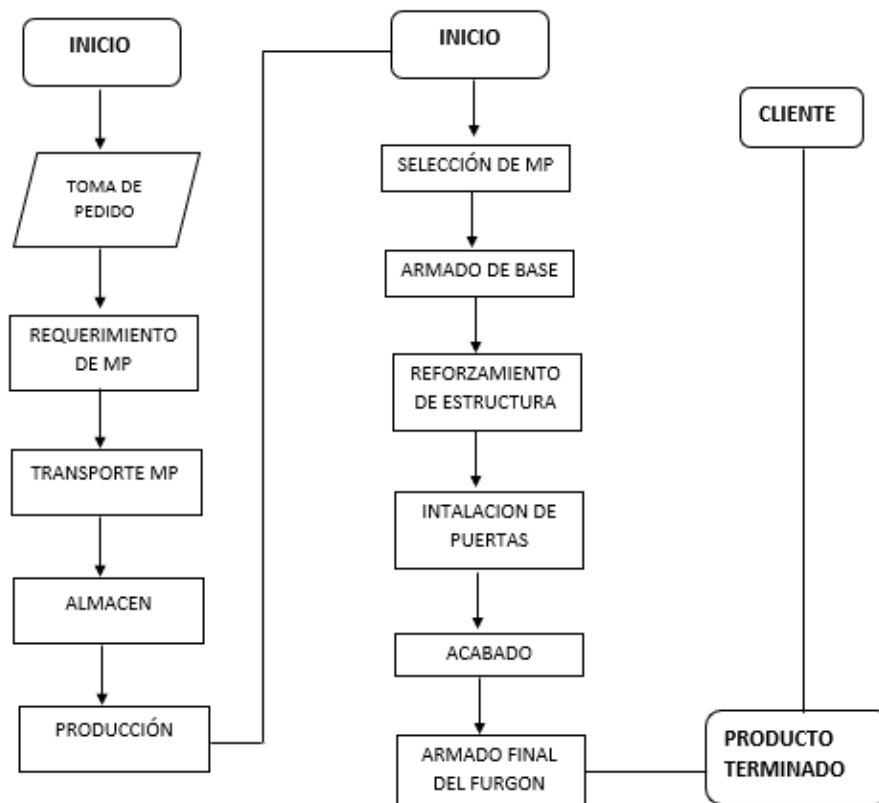 INICIO
TOMA DE
PEDIDO
REQUERIMIENTO
DE MP
TRANSPORTE MP
ALMACEN
PRODUCCIÓN
INICIO
SELECCIÓN DE MP
ARMADO DE BASE
REFORZAMIENTO
DE ESTRUCTURA
INTALACION DE
PUERTAS
ACABADO
ARMADO FINAL
DEL FURGON
CLIENTE
PRODUCTO
TERMINADO